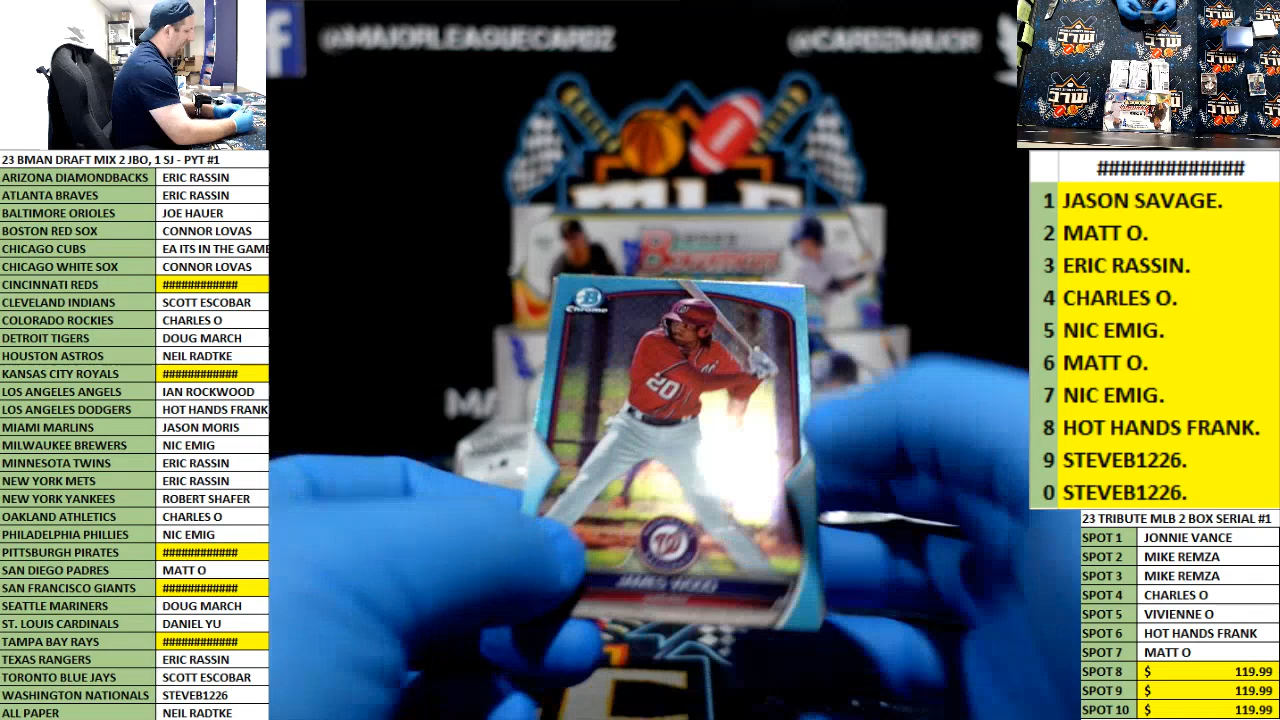 @MAJORLEAGUECARDZ
@CARDZMAJOR
23 BMAN DRAFT MIX 2 JBO, 1 SJ - PYT #1
ARIZONA DIAMONDBACKS ERIC RASSIN
ATLANTA BRAVES ERIC RASSIN
BALTIMORE ORIOLES JOE HAUER
BOSTON RED SOX CONNOR LOVAS
CHICAGO CUBS EA ITS IN THE GAME
CHICAGO WHITE SOX CONNOR LOVAS
CINCINNATI REDS ############
CLEVELAND INDIANS SCOTT ESCOBAR
COLORADO ROCKIES CHARLES O
DETROIT TIGERS DOUG MARCH
HOUSTON ASTROS NEIL RADTKE
KANSAS CITY ROYALS ############
LOS ANGELES ANGELS IAN ROCKWOOD
LOS ANGELES DODGERS HOT HANDS FRANK
MIAMI MARLINS JASON MORIS
MILWAUKEE BREWERS NIC EMIG
MINNESOTA TWINS ERIC RASSIN
NEW YORK METS ERIC RASSIN
NEW YORK YANKEES ROBERT SHAFER
OAKLAND ATHLETICS CHARLES O
PHILADELPHIA PHILLIES NIC EMIG
PITTSBURGH PIRATES ############
SAN DIEGO PADRES MATT O
SAN FRANCISCO GIANTS ############
SEATTLE MARINERS DOUG MARCH
ST. LOUIS CARDINALS DANIEL YU
TAMPA BAY RAYS ############
TEXAS RANGERS ERIC RASSIN
TORONTO BLUE JAYS SCOTT ESCOBAR
WASHINGTON NATIONALS STEVEB1226
ALL PAPER NEIL RADTKE
Bowman
B
Chrome
20
W
JAMES WOOD
#############
1 JASON SAVAGE.
2 MATT O.
3 ERIC RASSIN.
4 CHARLES O.
5 NIC EMIG.
6 MATT O.
7 NIC EMIG.
8 HOT HANDS FRANK.
9 STEVEB1226.
0 STEVEB1226.
23 TRIBUTE MLB 2 BOX SERIAL #1
SPOT 1 JONNIE VANCE
SPOT 2 MIKE REMZA
SPOT 3 MIKE REMZA
SPOT 4 CHARLES O
SPOT 5 VIVIENNE O
SPOT 6 HOT HANDS FRANK
SPOT 7 MATT O
SPOT 8 $ 119.99
SPOT 9 $ 119.99
SPOT 10 $ 119.99